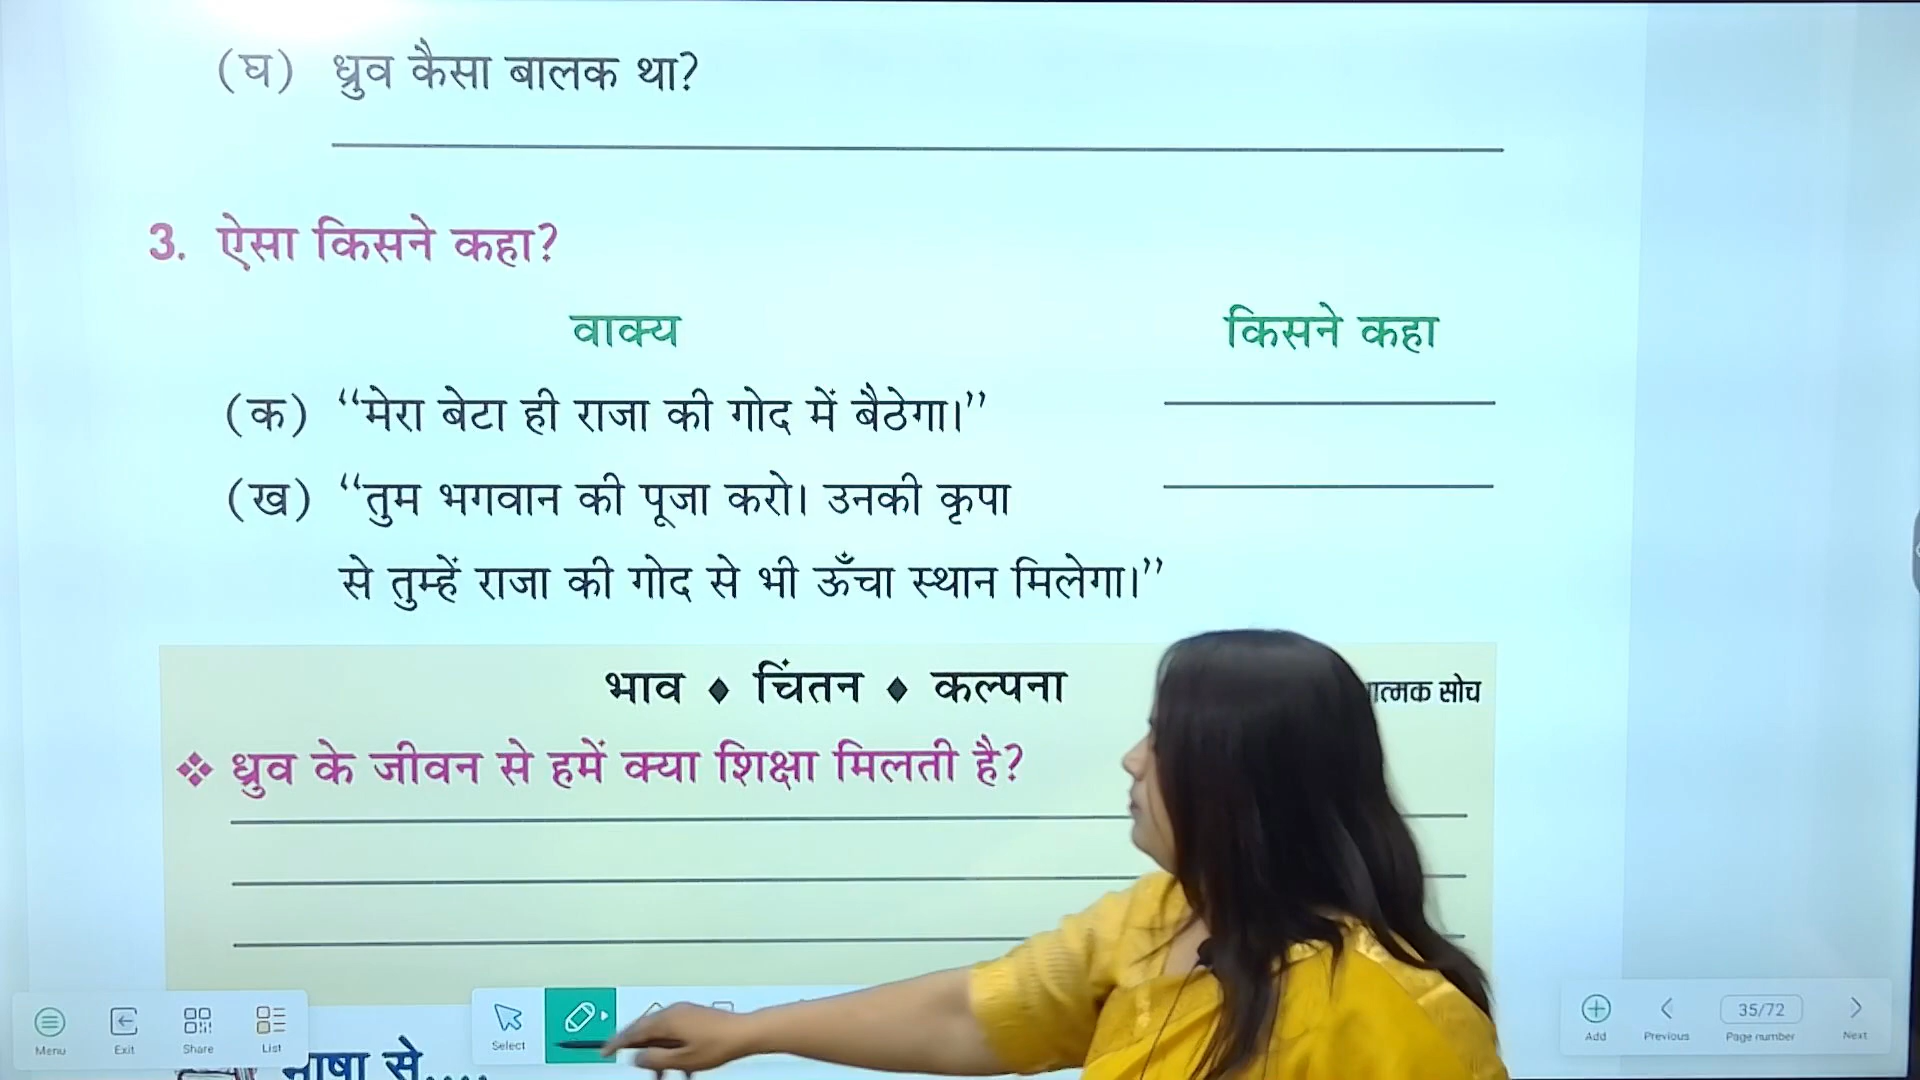 (घ) ध्रुव कैसा बालक था?
3. ऐसा किसने कहा?
वाक्य किसने कहा
(क) “मेरा बेटा ही राजा की गोद में बैठेगा।”
(ख) “तुम भगवान की पूजा करो। उनकी कृपा
से तुम्हें राजा की गोद से भी ऊँचा स्थान मिलेगा।”
भाव ♦ चिंतन ♦ कल्पना सोच
❖ ध्रुव के जीवन से हमें क्या शिक्षा मिलती है?
Menu Exit Share List Select Add Previous 35/72 Page number Next
से....